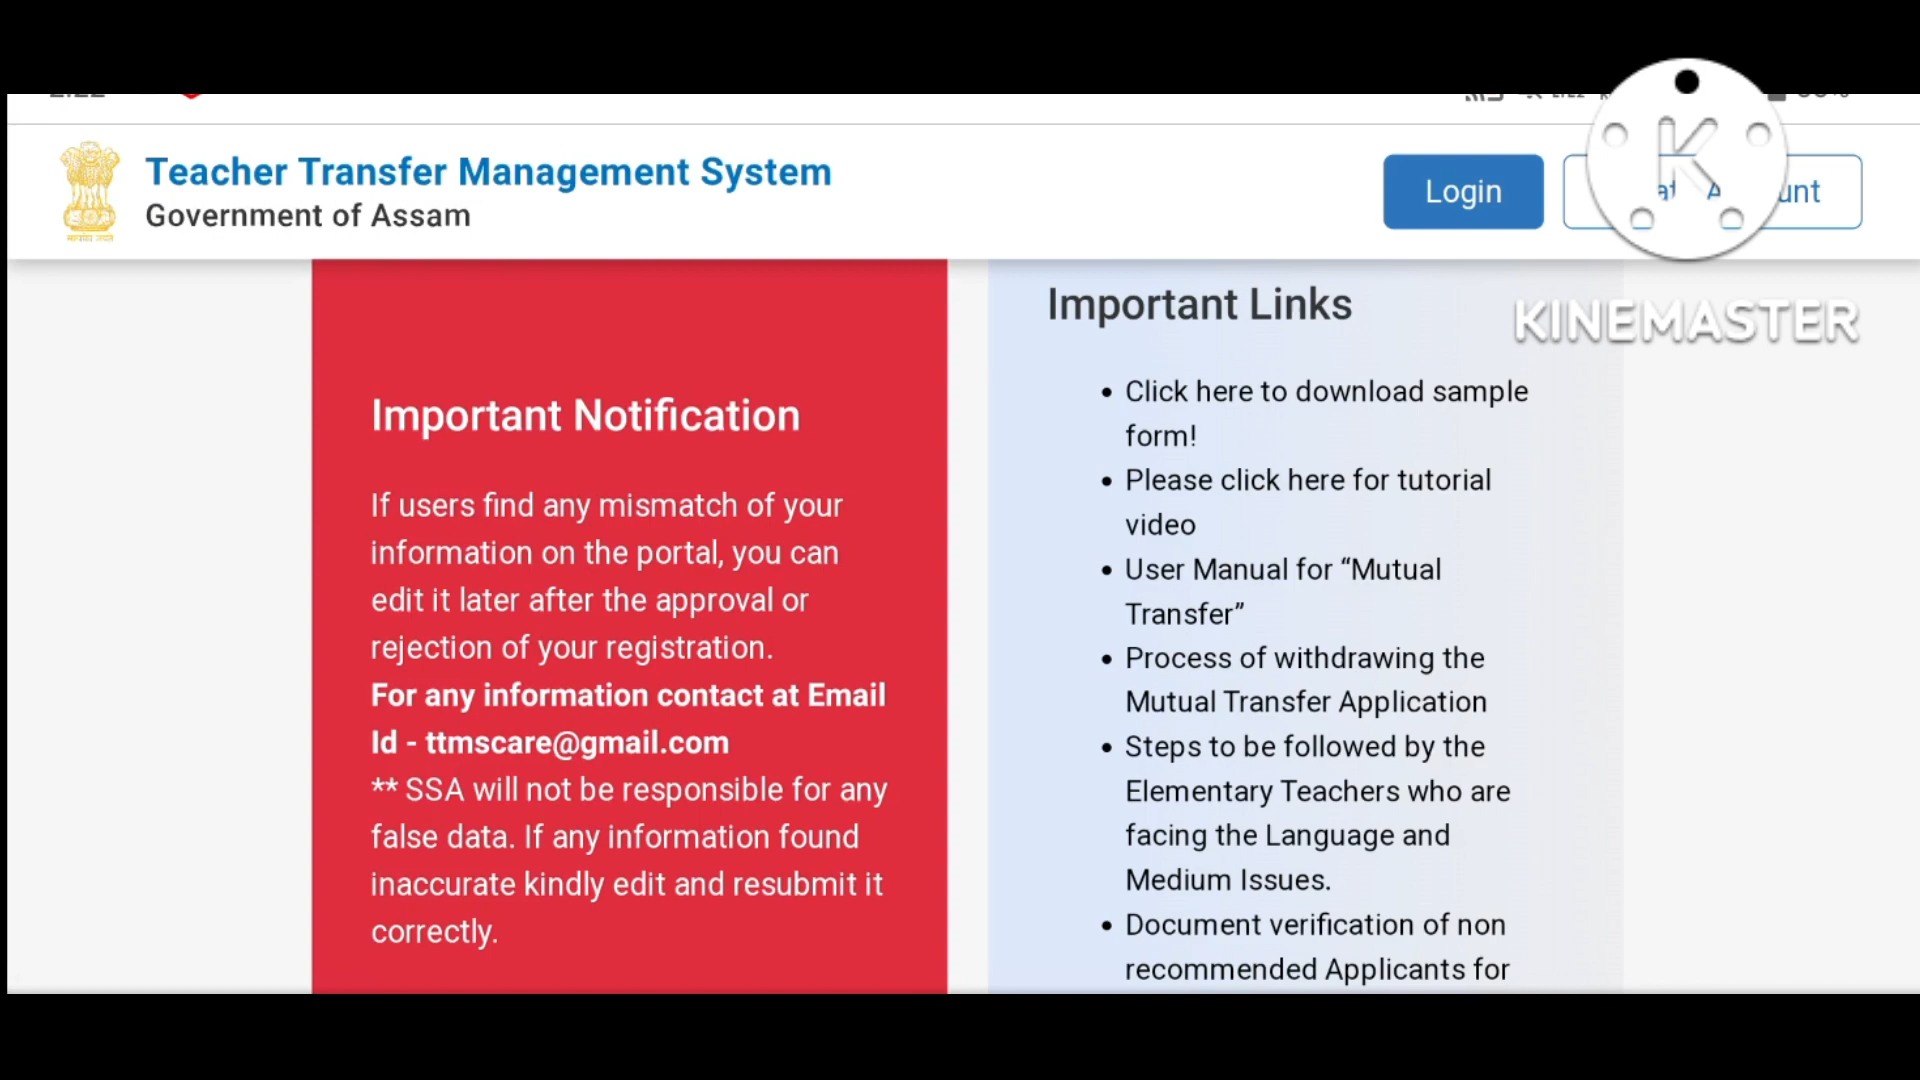 Teacher Transfer Management System
Government of Assam
Login
K
KINEMASTER
Important Notification
If users find any mismatch of your
information on the portal, you can
edit it later after the approval or
rejection of your registration.
For any information contact at Email
Id - ttmscare@gmail.com
** SSA will not be responsible for any
false data. If any information found
inaccurate kindly edit and resubmit it
correctly.
Important Links
• Click here to download sample
form!
• Please click here for tutorial
video
• User Manual for “Mutual
Transfer”
• Process of withdrawing the
Mutual Transfer Application
• Steps to be followed by the
Elementary Teachers who are
facing the Language and
Medium Issues.
• Document verification of non
recommended Applicants for